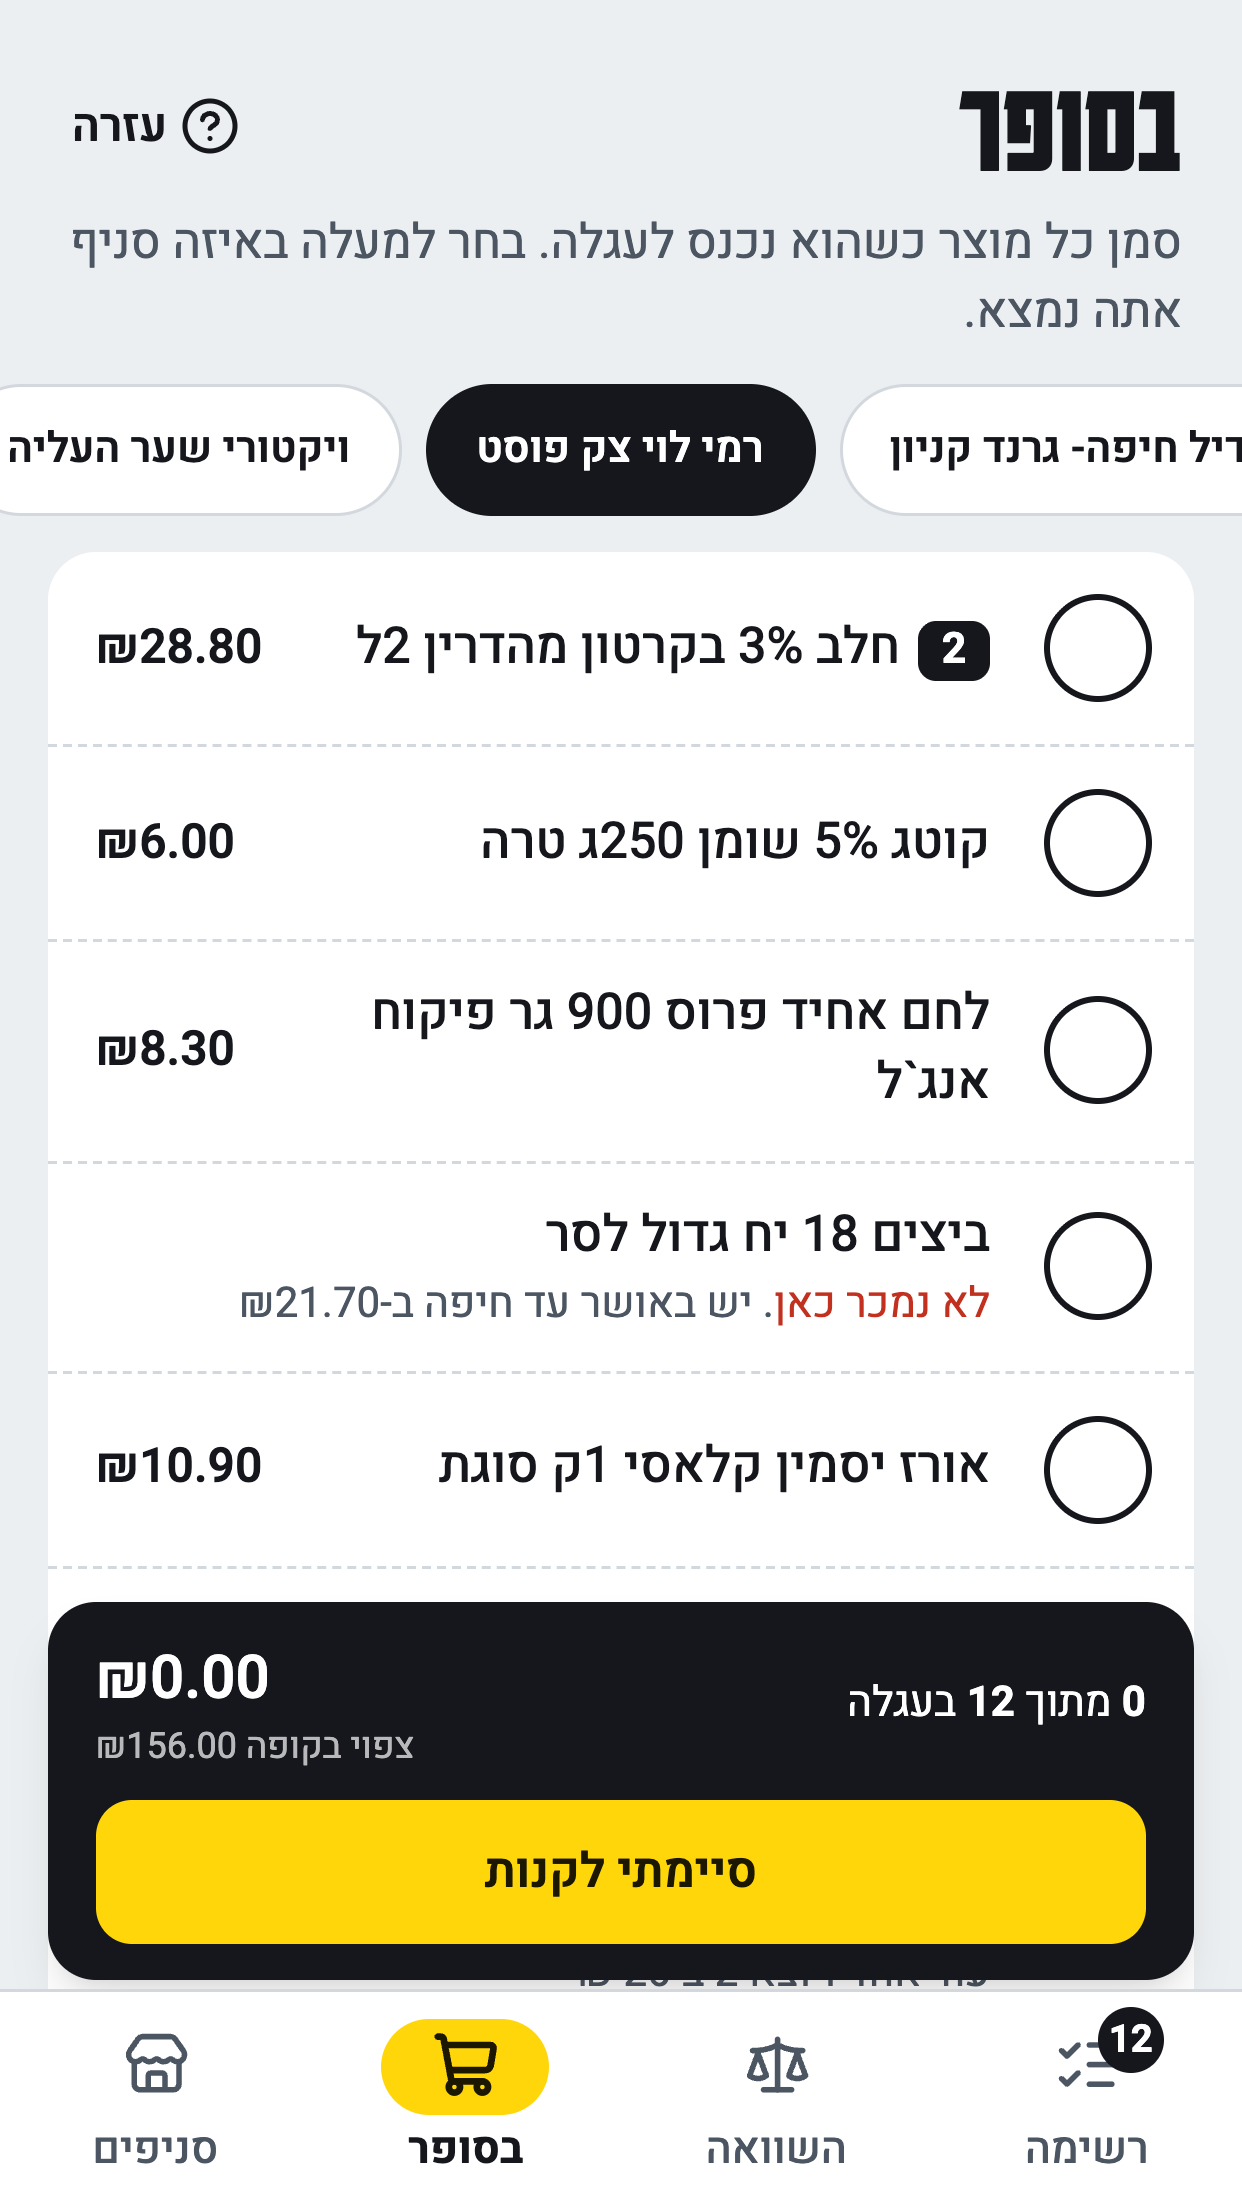 בסופר
עזרה
סמן כל מוצר כשהוא נכנס לעגלה. בחר למעלה באיזה סניף
אתה נמצא.
דיל חיפה- גרנד קניון
רמי לוי צק פוסט
ויקטורי שער העליה
2 חלב 3% בקרטון מהדרין 2ל
₪28.80
קוטג 5% שומן 250ג טרה
₪6.00
לחם אחיד פרוס 900 גר פיקוח
אנג`ל
₪8.30
ביצים 18 יח גדול לסר
לא נמכר כאן. יש באושר עד חיפה ב-₪21.70
אורז יסמין קלאסי 1ק סוגת
₪10.90
0 מתוך 12 בעגלה
₪0.00
צפוי בקופה ₪156.00
סיימתי לקנות
12
רשימה
השוואה
בסופר
סניפים